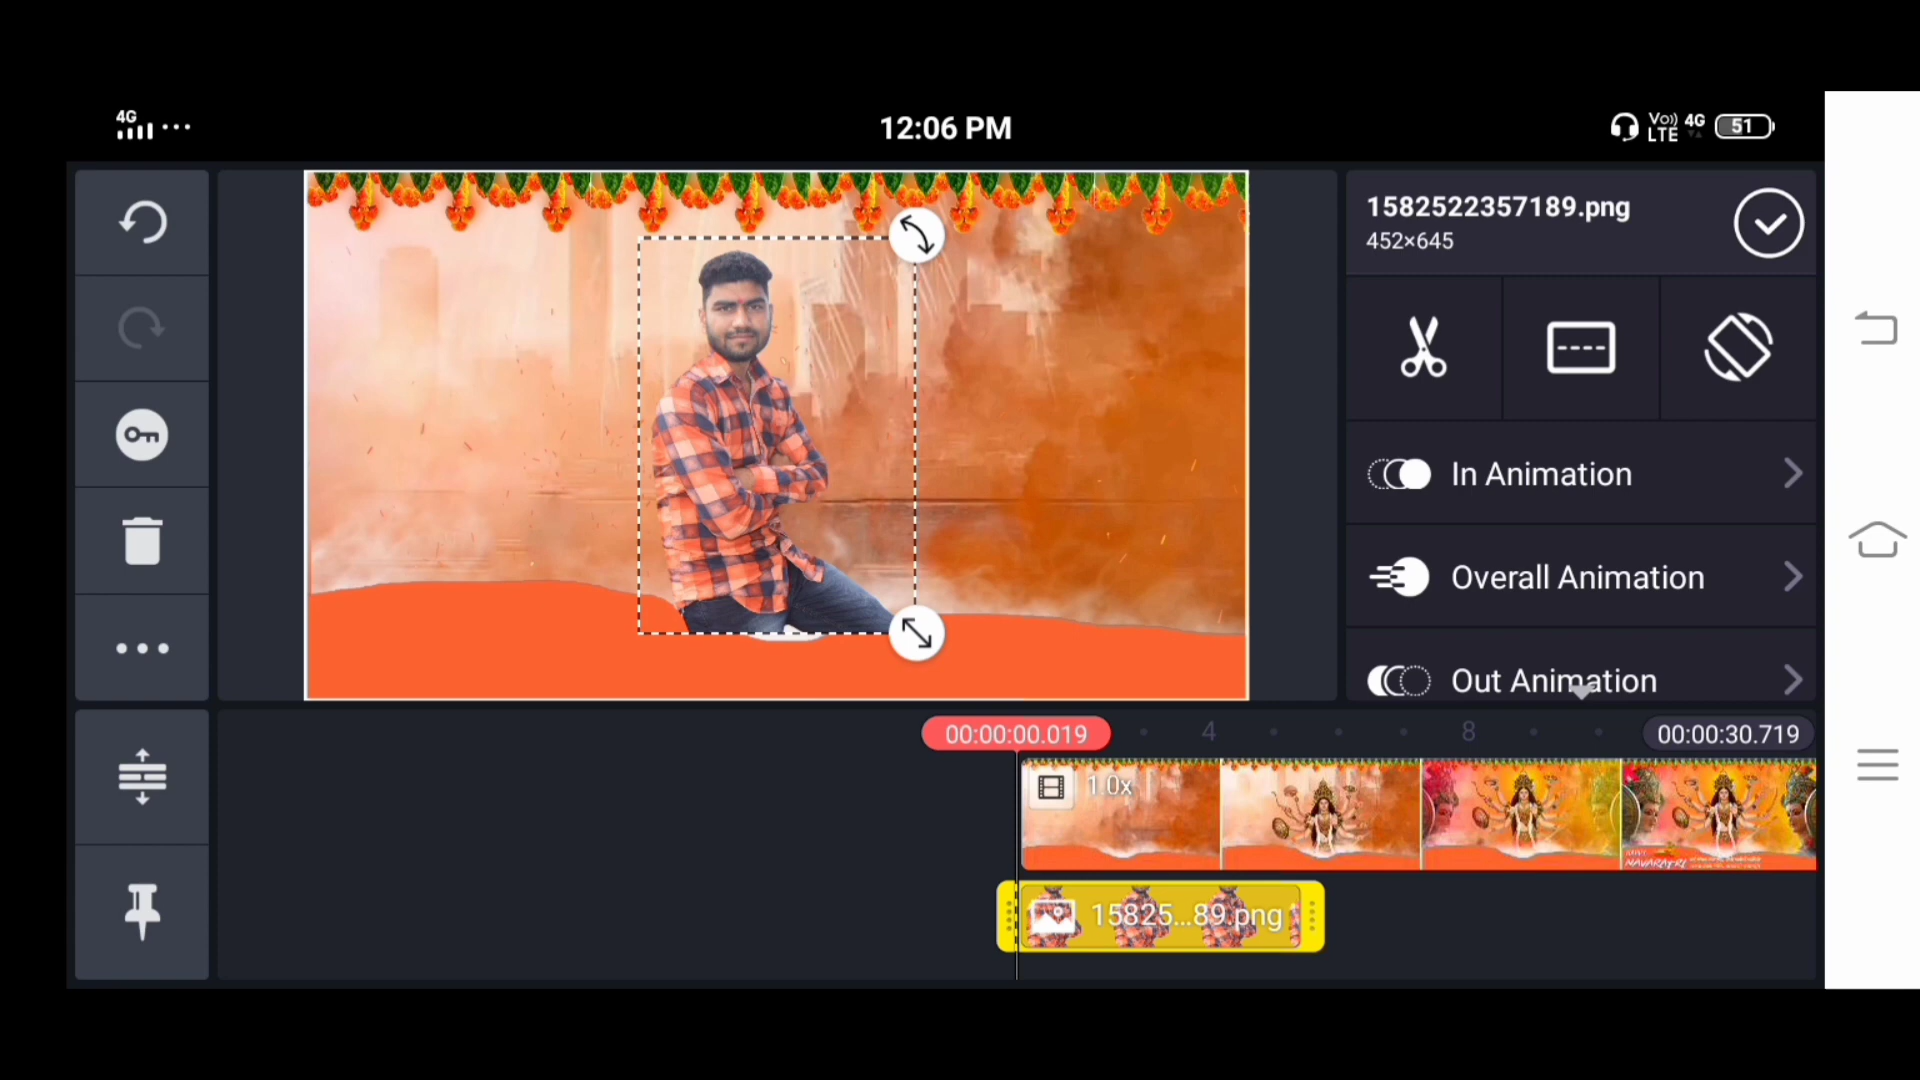 4G
12:06 PM
Vo)) LTE 4G 51
1582522357189.png
452×645
In Animation
Overall Animation
Out Animation
00:00:00.019
4
8
00:00:30.719
1.0x
NAVARATRI
15825...89.png